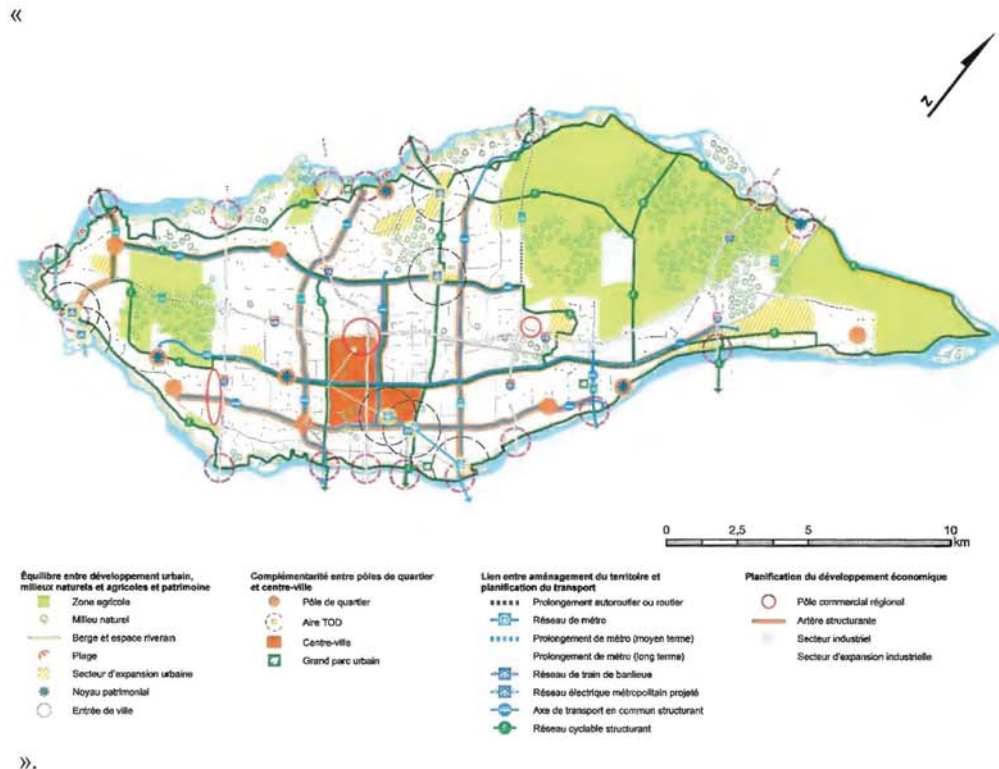 «
N
0 2,5 5 10
km
Équilibre entre développement urbain,
milieux naturels et agricoles et patrimoine
Zone agricole
Milieu naturel
Berge et espace riverain
Plage
Secteur d'expansion urbaine
Noyau patrimonial
Entrée de ville
Complémentarité entre pôles de quartier
et centre-ville
Pôle de quartier
Aire TOD
Centre-ville
Grand parc urbain
Lien entre aménagement du territoire et
planification du transport
Prolongement autoroutier ou routier
Réseau de métro
Prolongement de métro (moyen terme)
Prolongement de métro (long terme)
Réseau de train de banlieue
Réseau électrique métropolitain projeté
Axe de transport en commun structurant
Réseau cyclable structurant
Planification du développement économique
Pôle commercial régional
Artère structurante
Secteur industriel
Secteur d'expansion industrielle
».